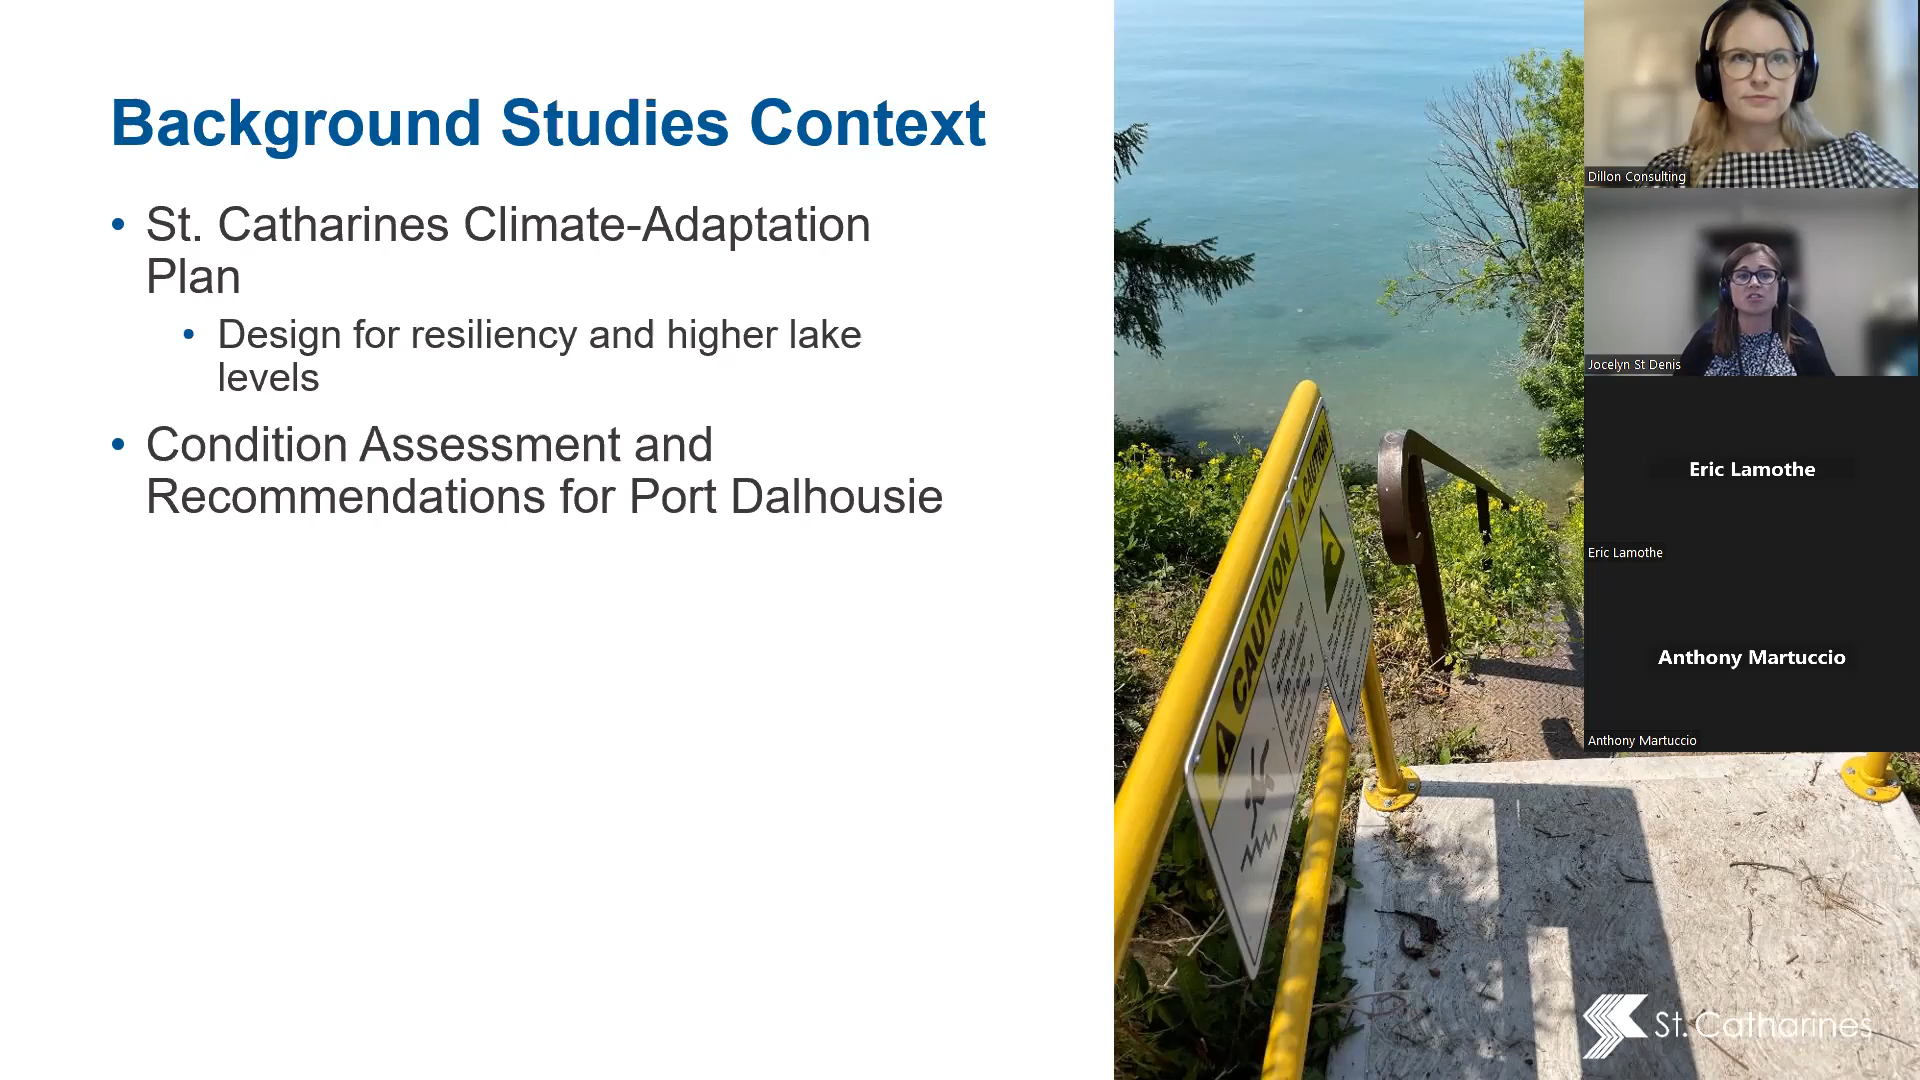 Background Studies Context
• St. Catharines Climate-Adaptation
Plan
• Design for resiliency and higher lake
levels
• Condition Assessment and
Recommendations for Port Dalhousie
CAUTION
CAUTION
Dillon Consulting
Jocelyn St Denis
Eric Lamothe
Eric Lamothe
Anthony Martuccio
Anthony Martuccio
St. Catharines